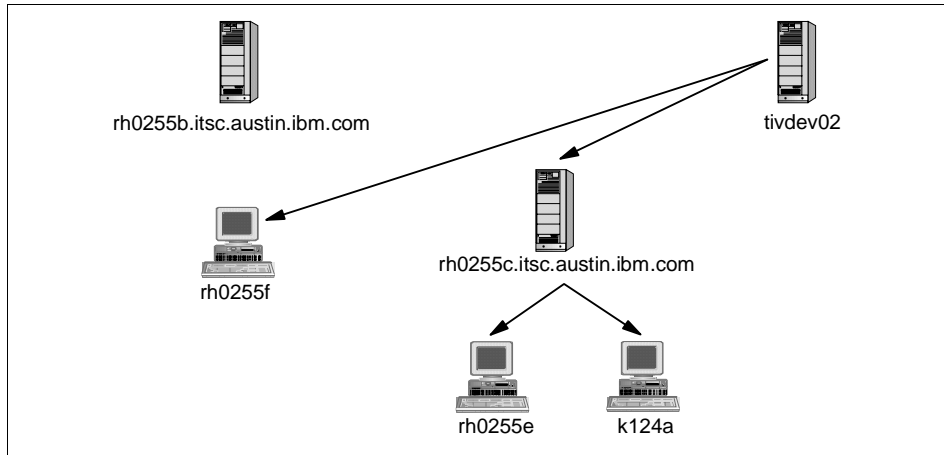 rh0255b.itsc.austin.ibm.com
tivdev02
rh0255c.itsc.austin.ibm.com
rh0255f
rh0255e
k124a